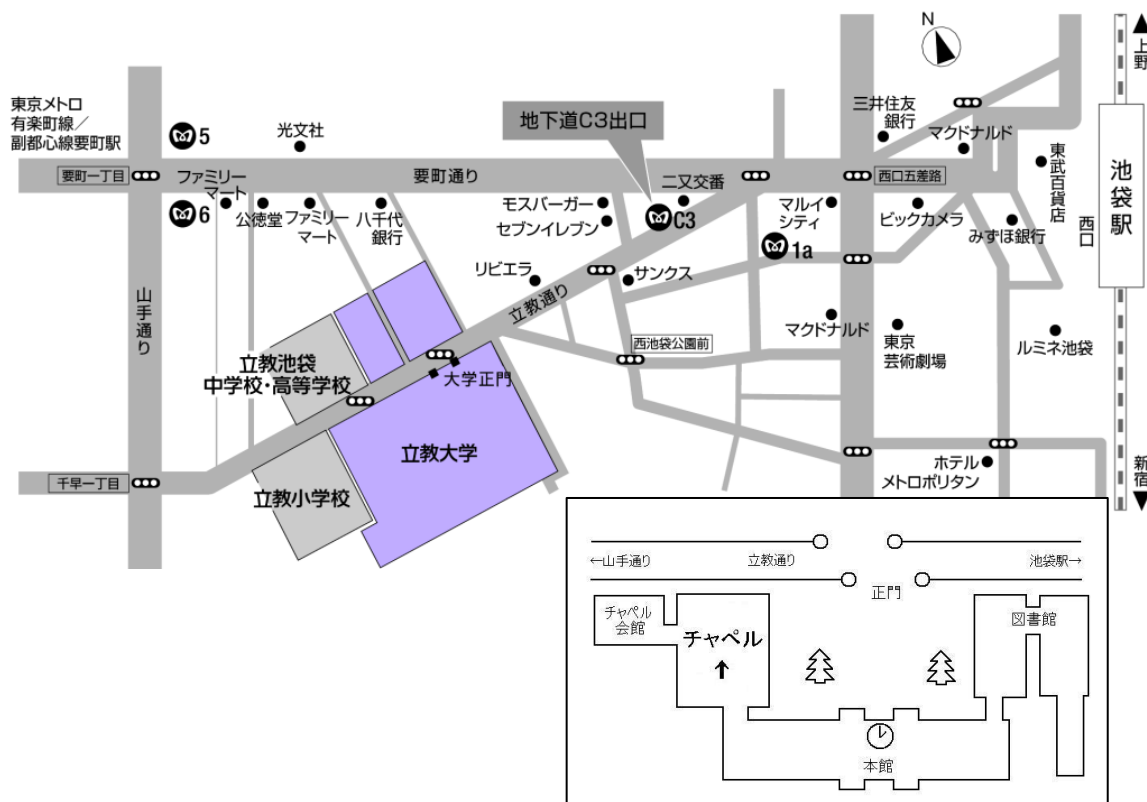 N
上野
東京メトロ
有楽町線／
副都心線要町駅
5
光文社
地下道C3出口
三井住友
銀行
マクドナルド
池袋駅
東武百貨店
西口
要町一丁目
ファミリー
マート
要町通り
二又交番
西口五差路
6
公徳堂
ファミリー
マート
八千代
銀行
モスバーガー
セブンイレブン
C3
マルイ
シティ
ビックカメラ
みずほ銀行
1a
山手通り
リビエラ
立教通り
サンクス
マクドナルド
東京
芸術劇場
ルミネ池袋
西池袋公園前
立教池袋
中学校・高等学校
大学正門
立教大学
立教小学校
千早一丁目
ホテル
メトロポリタン
新宿
←山手通り
立教通り
池袋駅→
正門
チャペル
会館
チャペル
↑
図書館
本館